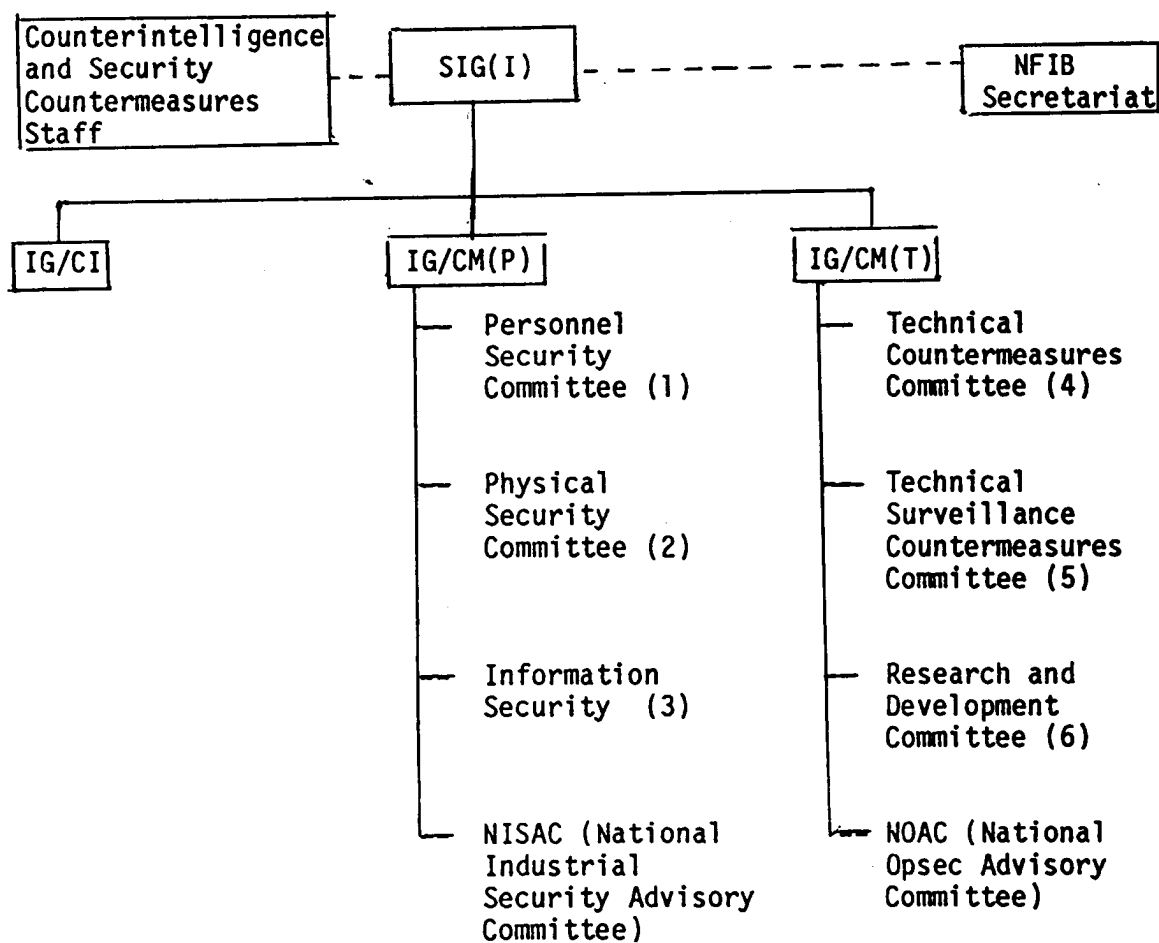 Counterintelligence
and Security
Countermeasures
Staff
SIG(I)
NFIB
Secretariat
IG/CI
IG/CM(P)
IG/CM(T)
Personnel
Security
Committee (1)
Physical
Security
Committee (2)
Information
Security (3)
NISAC (National
Industrial
Security Advisory
Committee)
Technical
Countermeasures
Committee (4)
Technical
Surveillance
Countermeasures
Committee (5)
Research and
Development
Committee (6)
NOAC (National
Opsec Advisory
Committee)